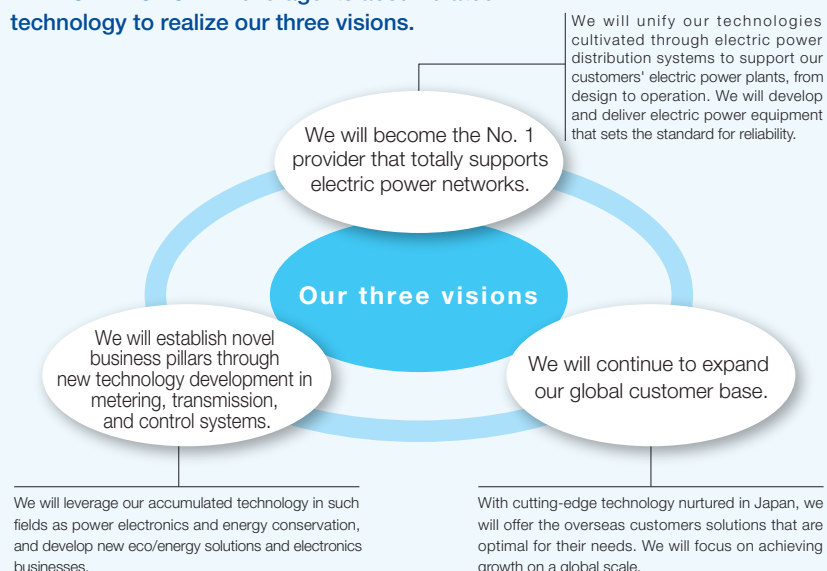 technology to realize our three visions.
We will unify our technologies
cultivated through electric power
distribution systems to support our
customers' electric power plants, from
design to operation. We will develop
and deliver electric power equipment
that sets the standard for reliability.
We will become the No. 1
provider that totally supports
electric power networks.
Our three visions
We will establish novel
business pillars through
new technology development in
metering, transmission,
and control systems.
We will continue to expand
our global customer base.
We will leverage our accumulated technology in such
fields as power electronics and energy conservation,
and develop new eco/energy solutions and electronics
businesses.
With cutting-edge technology nurtured in Japan, we
will offer the overseas customers solutions that are
optimal for their needs. We will focus on achieving
growth on a global scale.